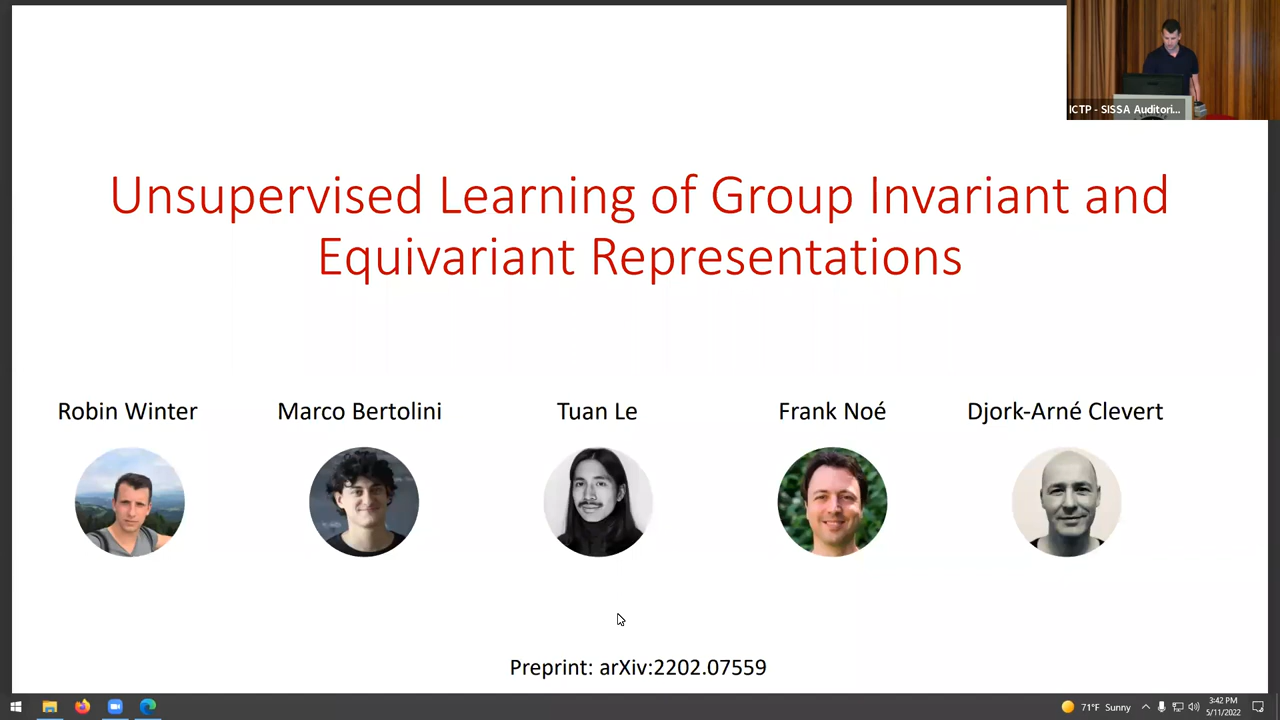 ICTP - SISSA Auditori...
Unsupervised Learning of Group Invariant and
Equivariant Representations
Robin Winter
Marco Bertolini
Tuan Le
Frank Noé
Djork-Arné Clevert
Preprint: arXiv:2202.07559
71°F Sunny
3:42 PM
5/11/2022